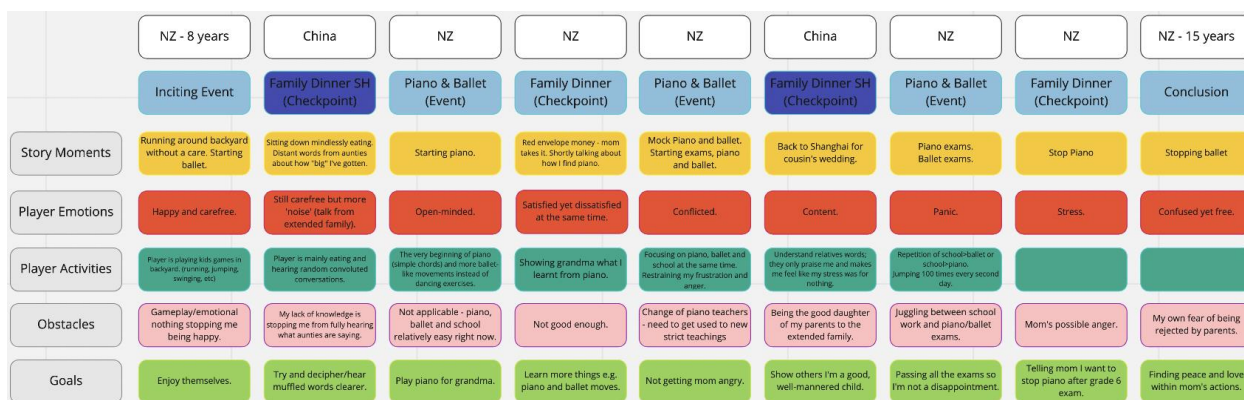 NZ - 8 years
China
NZ
NZ
NZ
China
NZ
NZ
NZ - 15 years
Inciting Event
Family Dinner SH
(Checkpoint)
Piano & Ballet
(Event)
Family Dinner
(Checkpoint)
Piano & Ballet
(Event)
Family Dinner SH
(Checkpoint)
Piano & Ballet
(Event)
Family Dinner
(Checkpoint)
Conclusion
Story Moments
Running around backyard
without a care. Starting
ballet.
Sitting down mindlessly eating.
Distant words from aunties
about how "big" I've gotten.
Starting piano.
Red envelope money - mom
takes it. Shortly talking about
how I find piano.
Mock Piano and ballet.
Starting exams, piano
and ballet.
Back to Shanghai for
cousin's wedding.
Piano exams.
Ballet exams.
Stop Piano
Stopping ballet
Player Emotions
Happy and carefree.
Still carefree but more
'noise' (talk from
extended family).
Open-minded.
Satisfied yet dissatisfied
at the same time.
Conflicted.
Content.
Panic.
Stress.
Confused yet free.
Player Activities
Player is playing kids games in
backyard. (running, jumping,
swinging, etc)
Player is mainly eating and
hearing random convoluted
conversations.
The very beginning of piano
(simple chords) and more ballet-
like movements instead of
dancing exercises.
Showing grandma what I
learnt from piano.
Focusing on piano, ballet and
school at the same time.
Restraining my frustration and
anger.
Understand relatives words;
they only praise me and makes
me feel like my stress was for
nothing.
Repetition of school>ballet or
school>piano.
Jumping 100 times every second
day.
Obstacles
Gameplay/emotional
nothing stopping me
being happy.
My lack of knowledge is
stopping me from fully hearing
what aunties are saying.
Not applicable - piano,
ballet and school
relatively easy right now.
Not good enough.
Change of piano teachers
- need to get used to new
strict teachings
Being the good daughter
of my parents to the
extended family.
Juggling between school
work and piano/ballet
exams.
Mom's possible anger.
My own fear of being
rejected by parents.
Goals
Enjoy themselves.
Try and decipher/hear
muffled words clearer.
Play piano for grandma.
Learn more things e.g.
piano and ballet moves.
Not getting mom angry.
Show others I'm a good,
well-mannered child.
Passing all the exams so
I'm not a disappointment.
Telling mom I want to
stop piano after grade 6
exam.
Finding peace and love
within mom's actions.